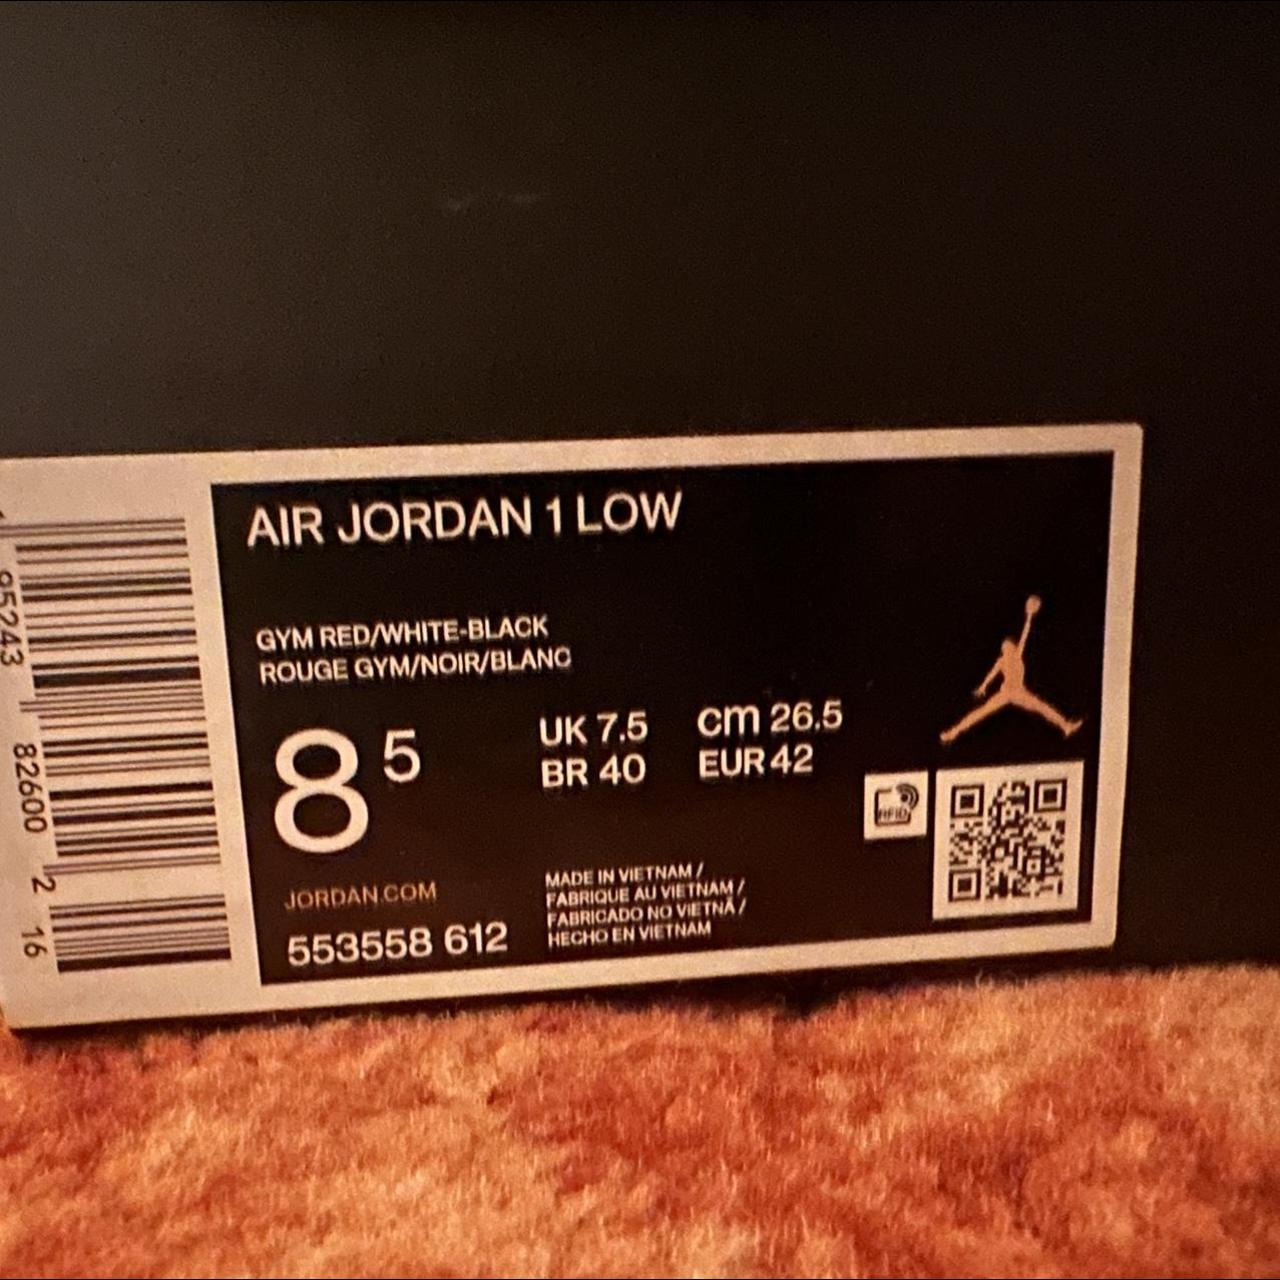 AIR JORDAN 1 LOW
GYM RED/WHITE-BLACK
ROUGE GYM/NOIR/BLANC
8 5
UK 7.5 cm 26.5
BR 40 EUR 42
JORDAN.COM
553558 612
MADE IN VIETNAM /
FABRIQUE AU VIETNAM /
FABRICADO NO VIETNÃ /
HECHO EN VIETNAM
RFID
95243 82600 2 16